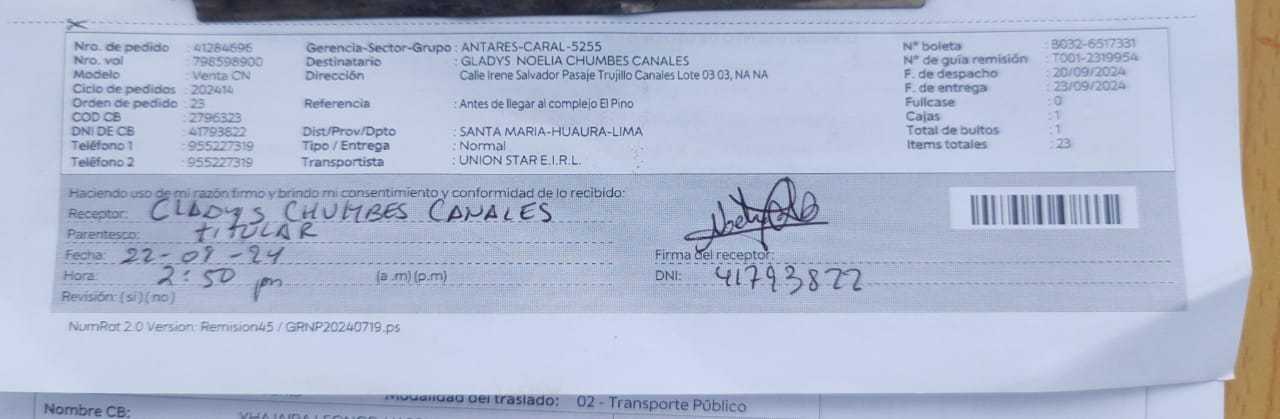 Nro. de pedido : 41284696 Gerencia-Sector-Grupo : ANTARES-CARAL-5255 N° boleta : B032-6517331
Nro. vol : 798598900 Destinatario : GLADYS NOELIA CHUMBES CANALES N° de guía remisión : T001-2319954
Modelo : Venta CN Dirección Calle Irene Salvador Pasaje Trujillo Canales Lote 03 03, NA NA F. de despacho : 20/09/2024
Ciclo de pedidos : 202414 F. de entrega : 23/09/2024
Orden de pedido : 23 Referencia : Antes de llegar al complejo El Pino Fullcase : 0
COD CB : 2796323 Cajas : 1
DNI DE CB : 41793822 Dist/Prov/Dpto : SANTA MARIA-HUAURA-LIMA Total de bultos : 1
Teléfono 1 : 955227319 Tipo / Entrega : Normal Items totales : 23
Teléfono 2 : 955227319 Transportista : UNION STAR E.I.R.L.
Haciendo uso de mi razón firmo y brindo mi consentimiento y conformidad de lo recibido:
Receptor: GLADYS CHUMBES CANALES
Parentesco: TITULAR
Fecha: 22-09-24 Firma del receptor:
Hora: 2:50 pm (a.m)(p.m) DNI: 41793822
Revisión: (si)(no)
NumRot 2.0 Version: Remision45 / GRNP20240719.ps
Modalidad del traslado: 02 - Transporte Público
Nombre CB: